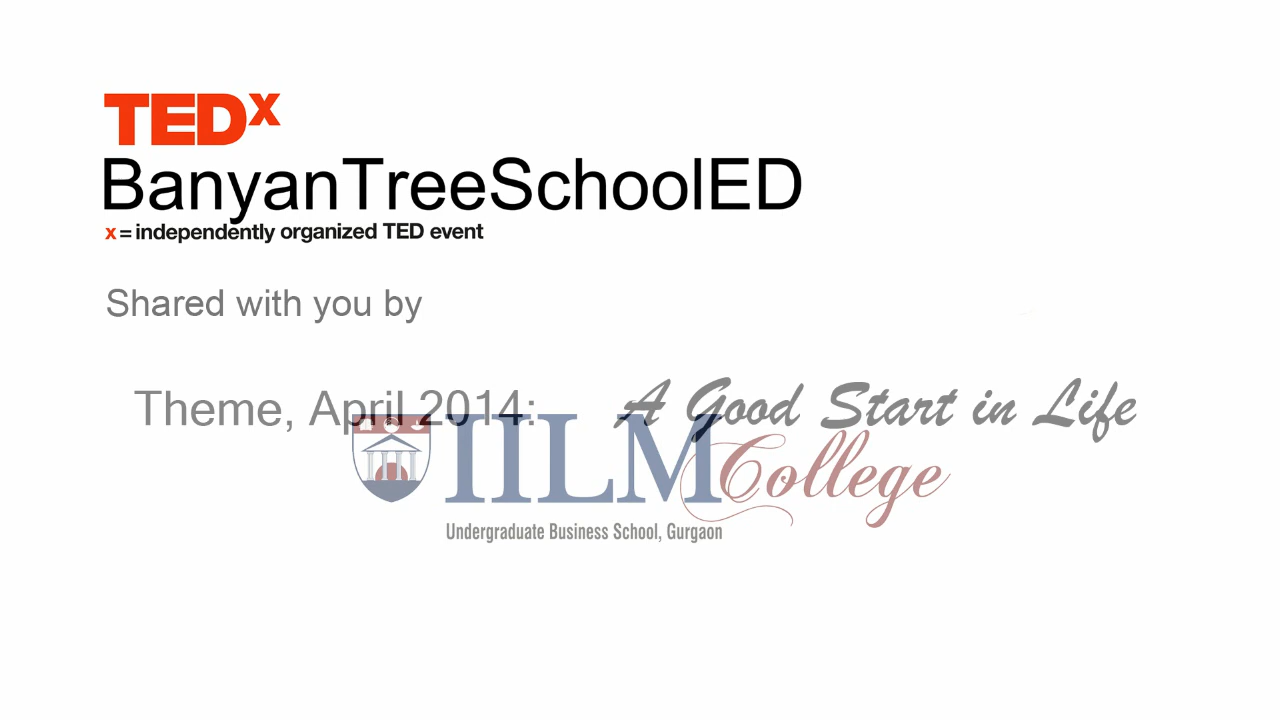 TEDx
BanyanTreeSchoolED
x = independently organized TED event
Shared with you by
Theme, April 2014: A Good Start in Life
IILM College
Undergraduate Business School, Gurgaon